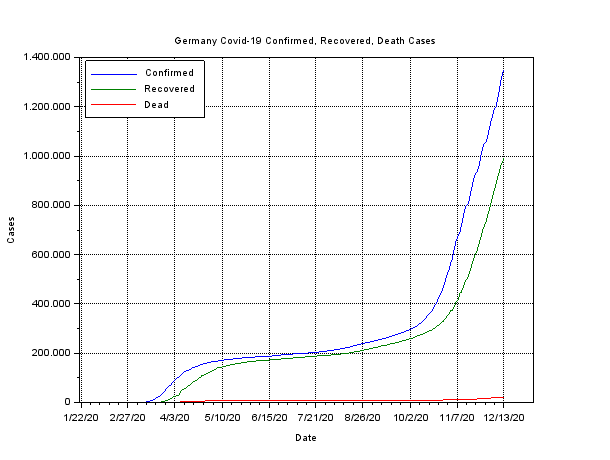 Germany Covid-19 Confirmed, Recovered, Death Cases
1.400.000
1.200.000
1.000.000
800.000
600.000
400.000
200.000
0
Confirmed
Recovered
Dead
Cases
1/22/20 2/27/20 4/3/20 5/10/20 6/15/20 7/21/20 8/26/20 10/2/20 11/7/20 12/13/20
Date